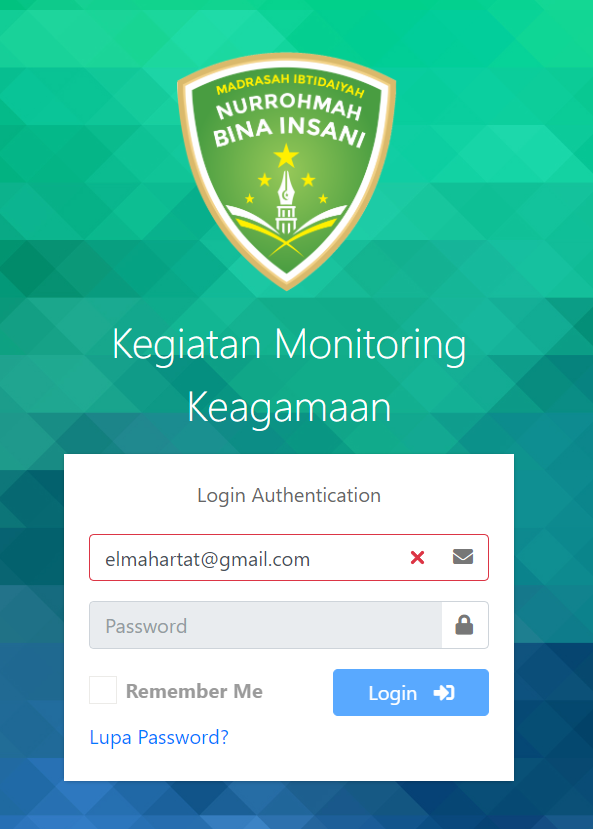 MADRASAH IBTIDAIYAH
NURROHMAH
BINA INSANI
Kegiatan Monitoring
Keagamaan
Login Authentication
elmahartat@gmail.com
Password
Remember Me
Login
Lupa Password?